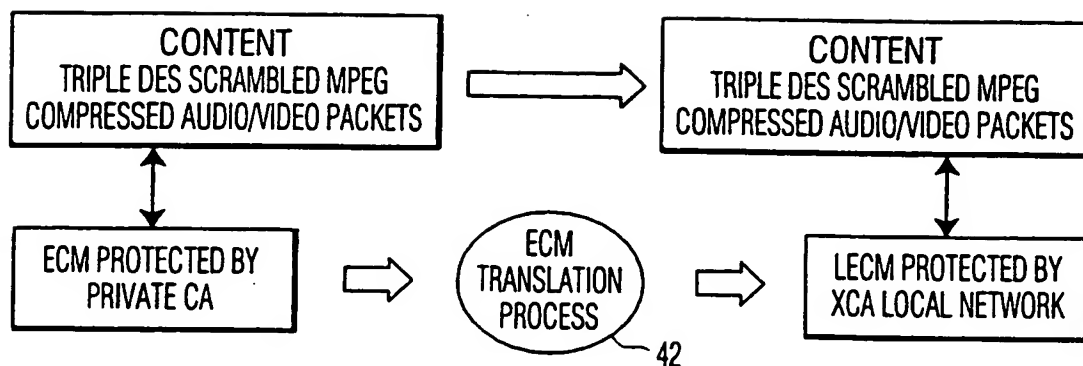 CONTENT
TRIPLE DES SCRAMBLED MPEG
COMPRESSED AUDIO/VIDEO PACKETS
CONTENT
TRIPLE DES SCRAMBLED MPEG
COMPRESSED AUDIO/VIDEO PACKETS
ECM PROTECTED BY
PRIVATE CA
ECM
TRANSLATION
PROCESS
42
LECM PROTECTED BY
XCA LOCAL NETWORK